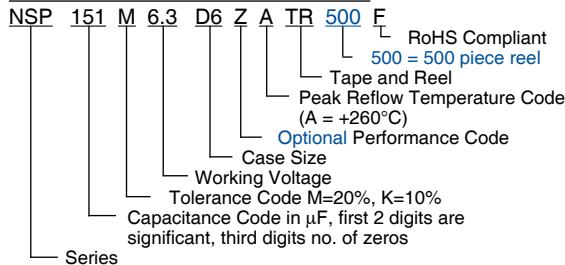 NSP 151 M 6.3 D6 Z A TR 500 F
RoHS Compliant
500 = 500 piece reel
Tape and Reel
Peak Reflow Temperature Code
(A = +260°C)
Optional Performance Code
Case Size
Working Voltage
Tolerance Code M=20%, K=10%
Capacitance Code in μF, first 2 digits are
significant, third digits no. of zeros
Series